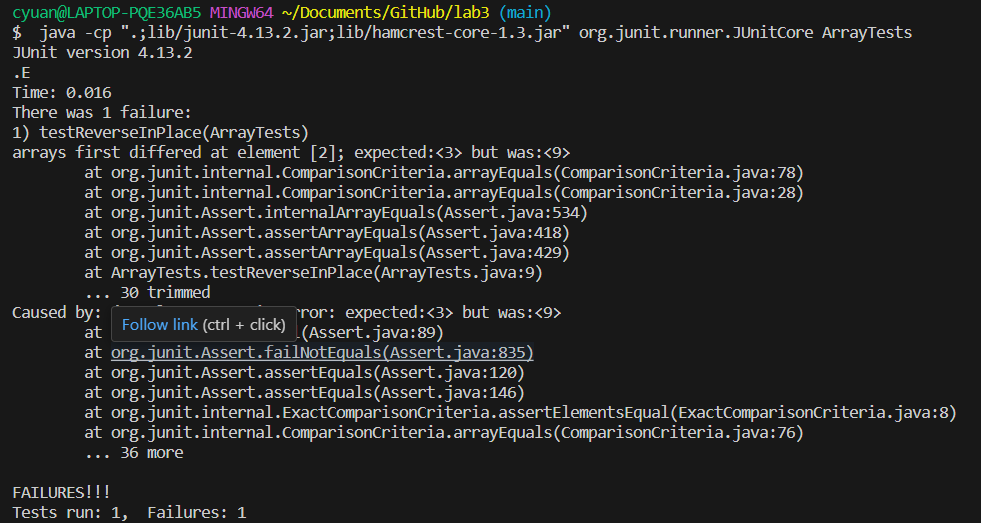 cyuan@LAPTOP-PQE36AB5 MINGW64 ~/Documents/GitHub/lab3 (main)
$  java -cp ".;lib/junit-4.13.2.jar;lib/hamcrest-core-1.3.jar" org.junit.runner.JUnitCore ArrayTests
JUnit version 4.13.2
.E
Time: 0.016
There was 1 failure:
1) testReverseInPlace(ArrayTests)
arrays first differed at element [2]; expected:<3> but was:<9>
at org.junit.internal.ComparisonCriteria.arrayEquals(ComparisonCriteria.java:78)
at org.junit.internal.ComparisonCriteria.arrayEquals(ComparisonCriteria.java:28)
at org.junit.Assert.internalArrayEquals(Assert.java:534)
at org.junit.Assert.assertArrayEquals(Assert.java:418)
at org.junit.Assert.assertArrayEquals(Assert.java:429)
at ArrayTests.testReverseInPlace(ArrayTests.java:9)
... 30 trimmed
Caused by: rror: expected:<3> but was:<9>
Follow link (ctrl + click)
at l(Assert.java:89)
at org.junit.Assert.failNotEquals(Assert.java:835)
at org.junit.Assert.assertEquals(Assert.java:120)
at org.junit.Assert.assertEquals(Assert.java:146)
at org.junit.internal.ExactComparisonCriteria.assertElementsEqual(ExactComparisonCriteria.java:8)
at org.junit.internal.ComparisonCriteria.arrayEquals(ComparisonCriteria.java:76)
... 36 more
FAILURES!!!
Tests run: 1,  Failures: 1